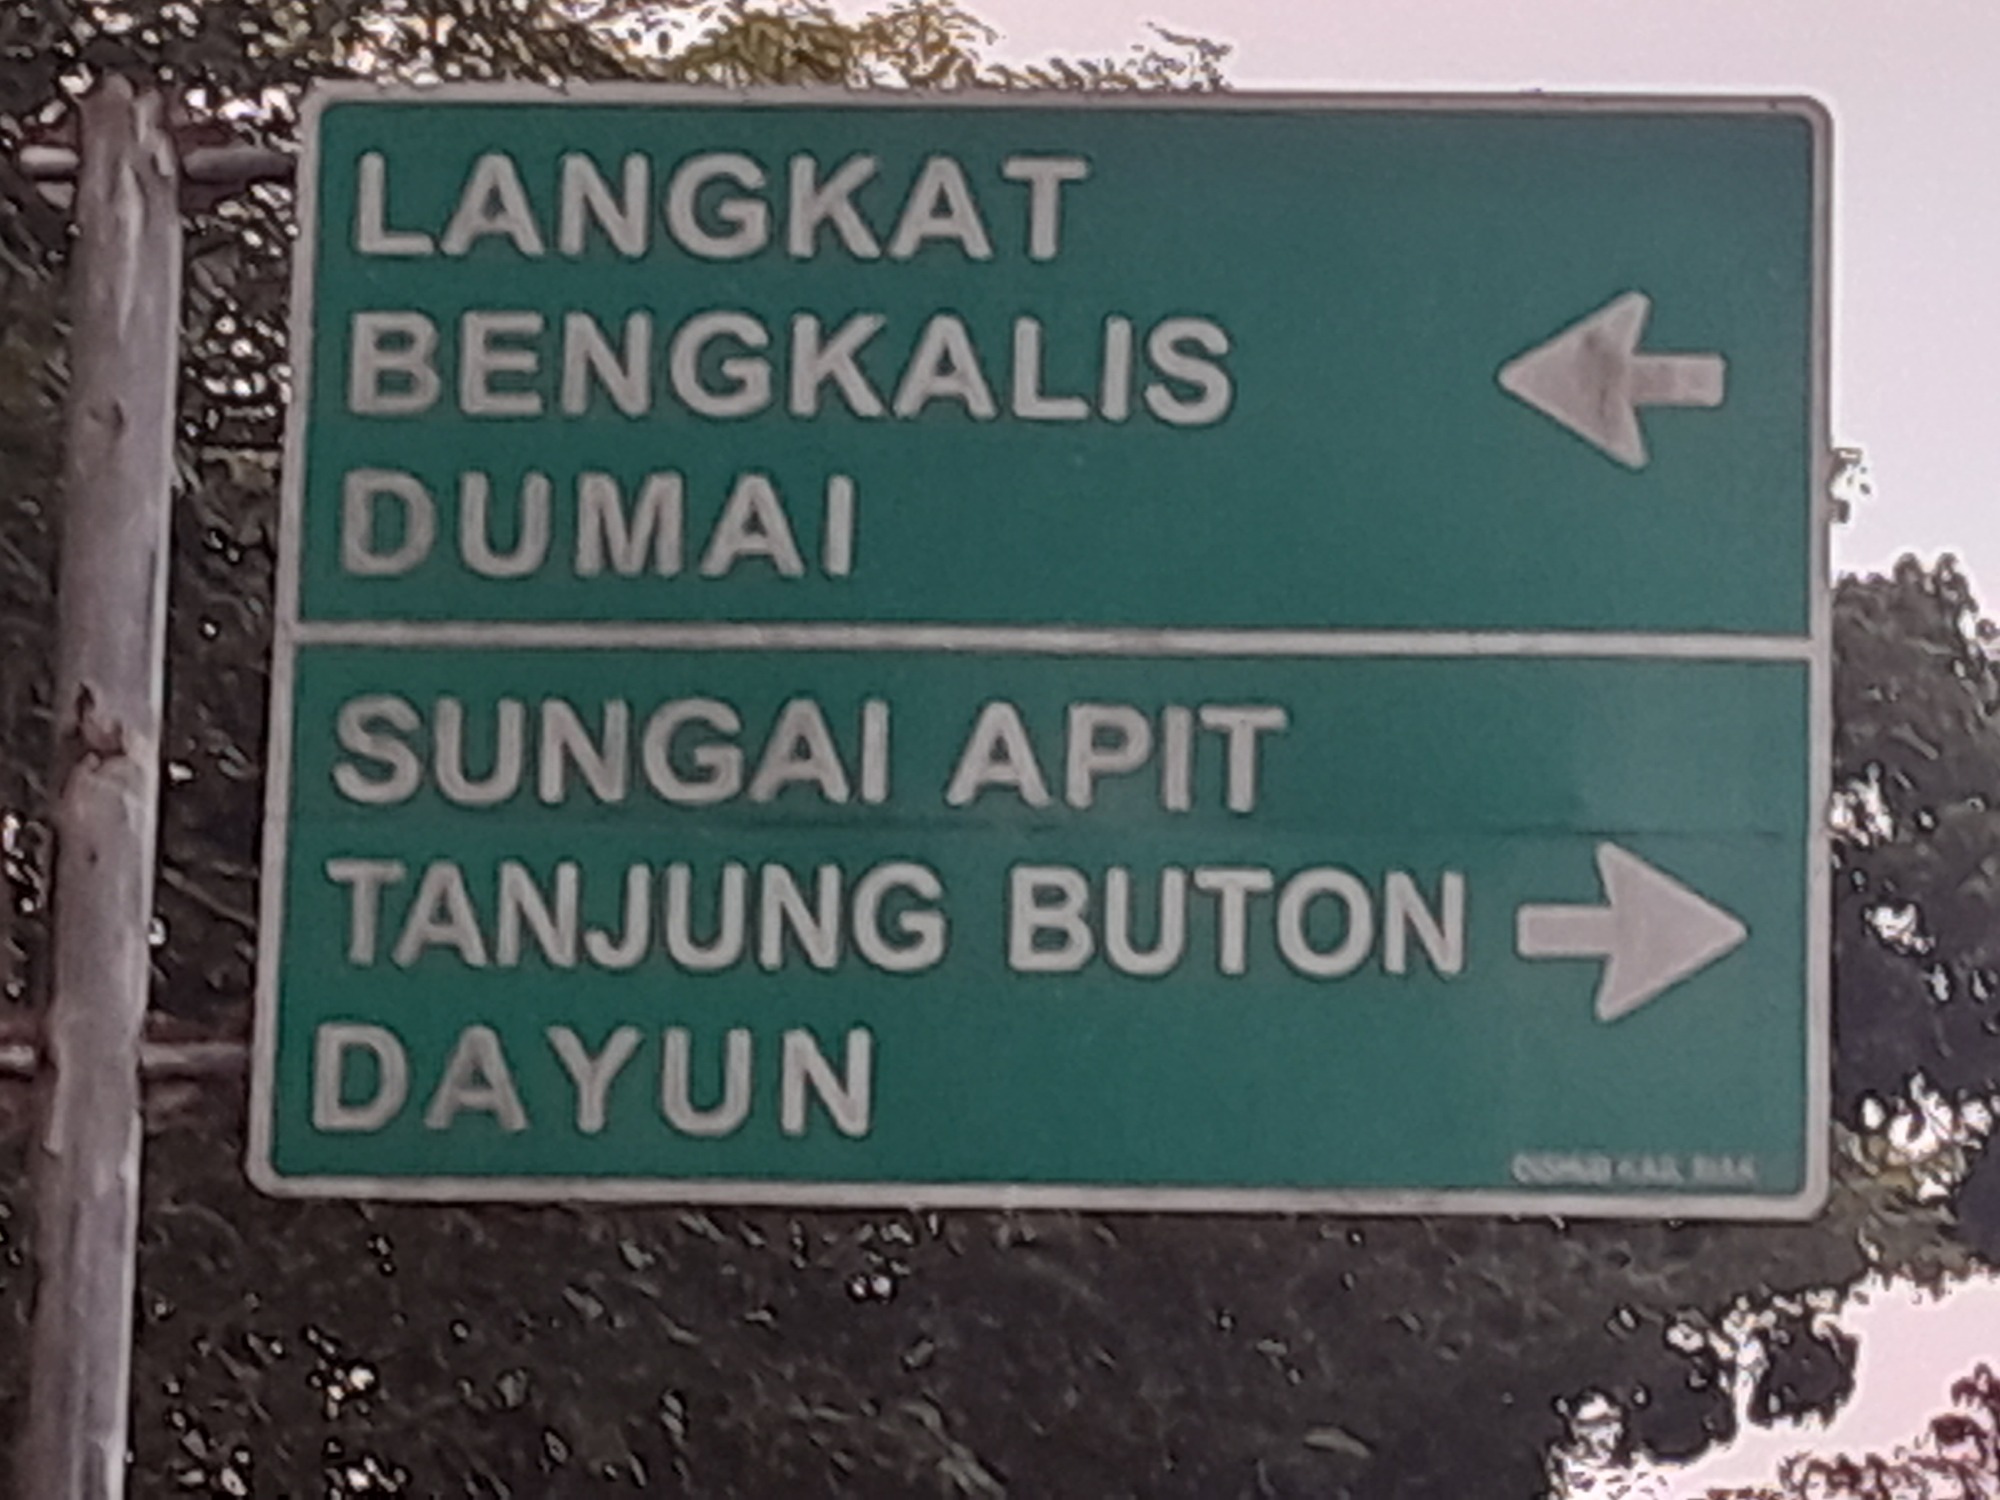 LANGKAT
BENGKALIS
DUMAI
SUNGAI APIT
TANJUNG BUTON
DAYUN